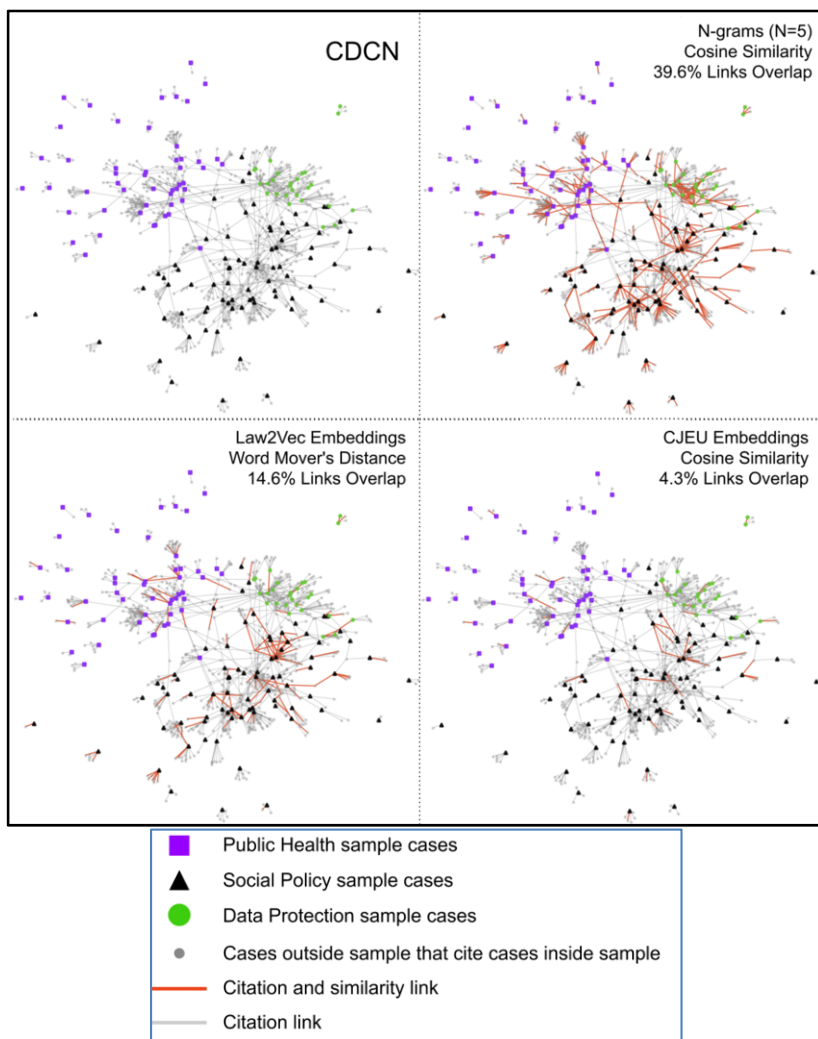 CDCN
N-grams (N=5)
Cosine Similarity
39.6% Links Overlap
Law2Vec Embeddings
Word Mover's Distance
14.6% Links Overlap
CJEU Embeddings
Cosine Similarity
4.3% Links Overlap
Public Health sample cases
Social Policy sample cases
Data Protection sample cases
Cases outside sample that cite cases inside sample
Citation and similarity link
Citation link